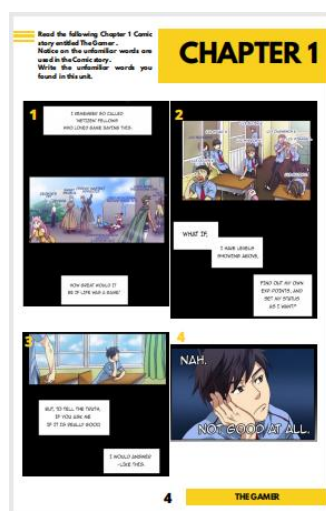 Read the following Chapter 1 Comic
story entitled The Gamer .
Notice on the unfamiliar words are
used in the Comic story .
Write the unfamiliar words you
found in this unit.
CHAPTER 1
1
I REMEMBER SO CALLED
'NETIZEN' FELLOWS
WHO LOVED GAME SAYING THIS.
HOW GREAT WOULD IT
BE IF LIFE WAS A GAME?
2
WHAT IF,
I HAVE LEVELS
SHOWING ABOVE,
FIND OUT MY OWN
EXP POINTS, AND
SET MY STATUS
AS I WANT?
3
BUT, TO TELL THE TRUTH,
IF YOU ASK ME
IF IT IS REALLY GOOD,
I WOULD ANSWER
-LIKE THIS.
4
NAH.
NOT GOOD AT ALL.
4
THE GAMER